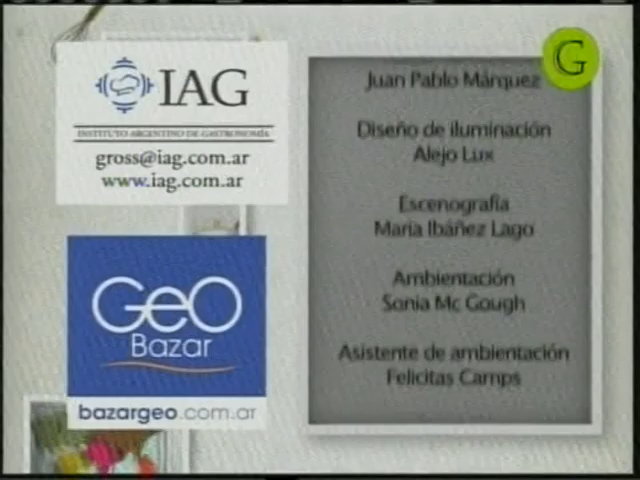 IAG
INSTITUTO ARGENTINO DE GASTRONOMÍA
gross@iag.com.ar
www.iag.com.ar
GeO
Bazar
bazargeo.com.ar
G
Juan Pablo Márquez
Diseño de iluminación
Alejo Lux
Escenografía
María Ibáñez Lago
Ambientación
Sonia Mc Gough
Asistente de ambientación
Felicitas Camps